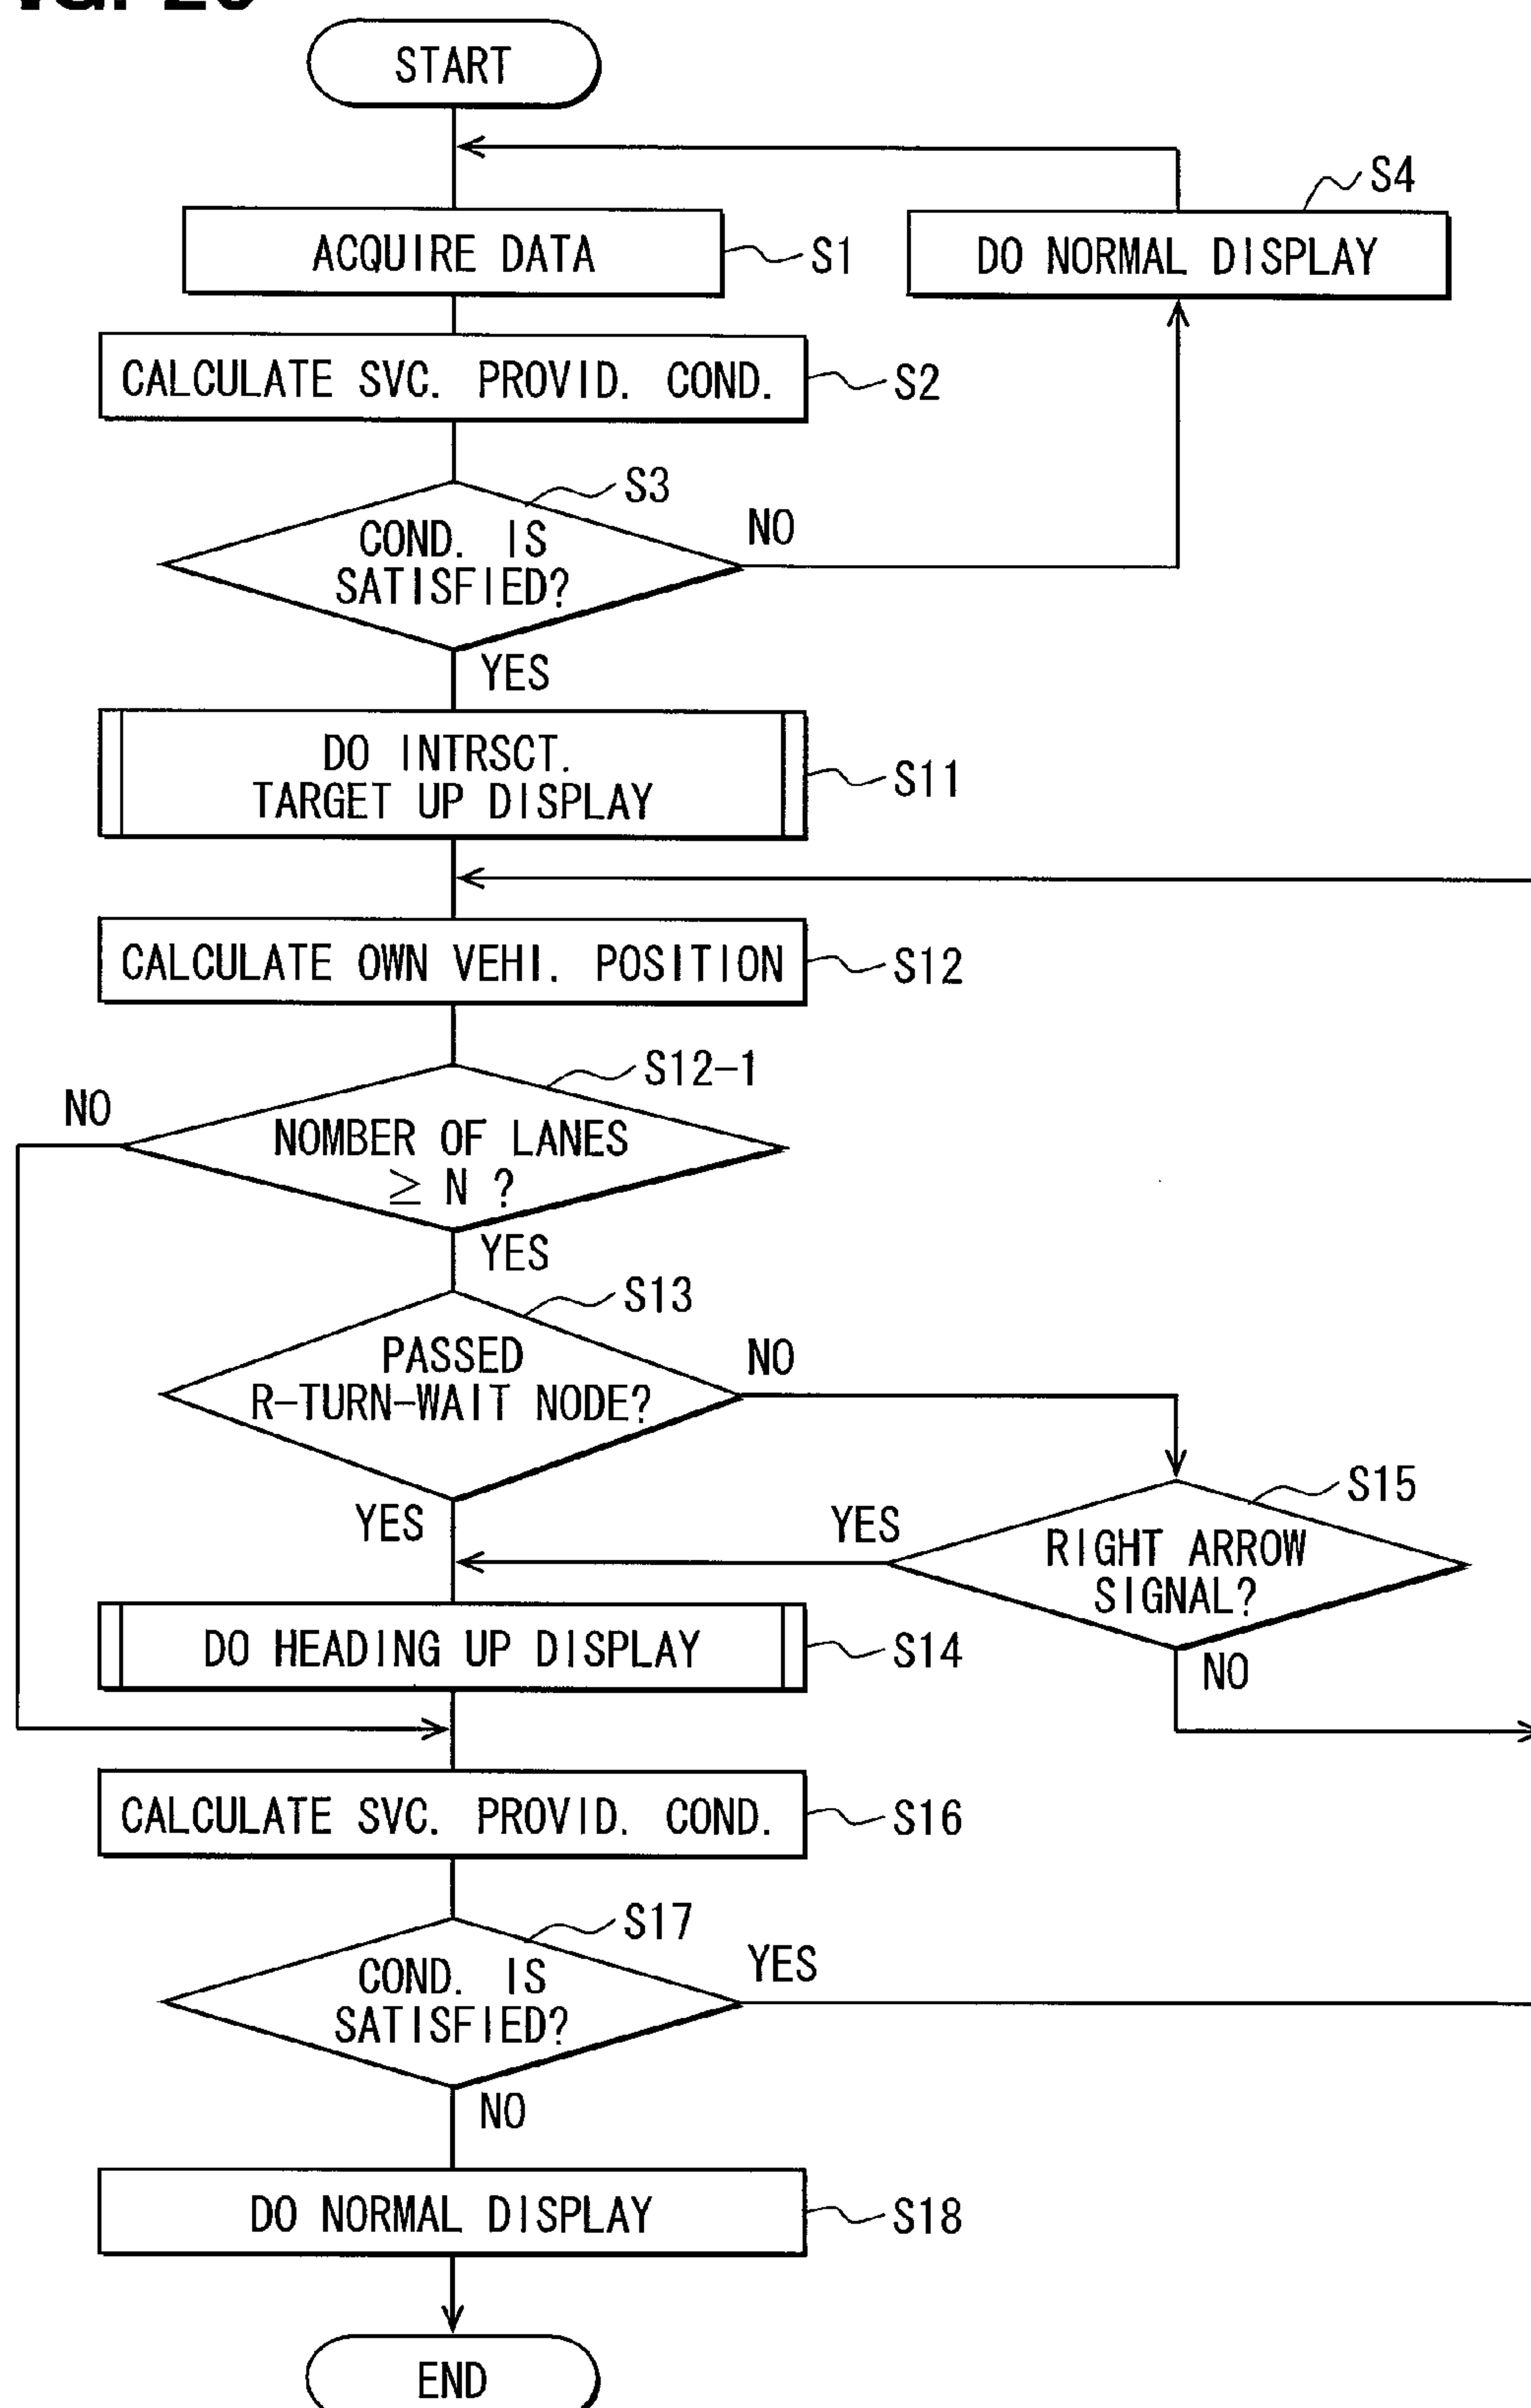 START
S4
ACQUIRE DATA
S1
DO NORMAL DISPLAY
CALCULATE SVC. PROVID. COND.
S2
S3
COND. IS
SATISFIED?
NO
YES
DO INTRSCT.
TARGET UP DISPLAY
S11
CALCULATE OWN VEHI. POSITION
S12
S12-1
NO
NOMBER OF LANES
≥ N ?
YES
S13
PASSED
R-TURN-WAIT NODE?
NO
YES
S15
YES
RIGHT ARROW
SIGNAL?
NO
DO HEADING UP DISPLAY
S14
CALCULATE SVC. PROVID. COND.
S16
S17
COND. IS
SATISFIED?
YES
NO
DO NORMAL DISPLAY
S18
END